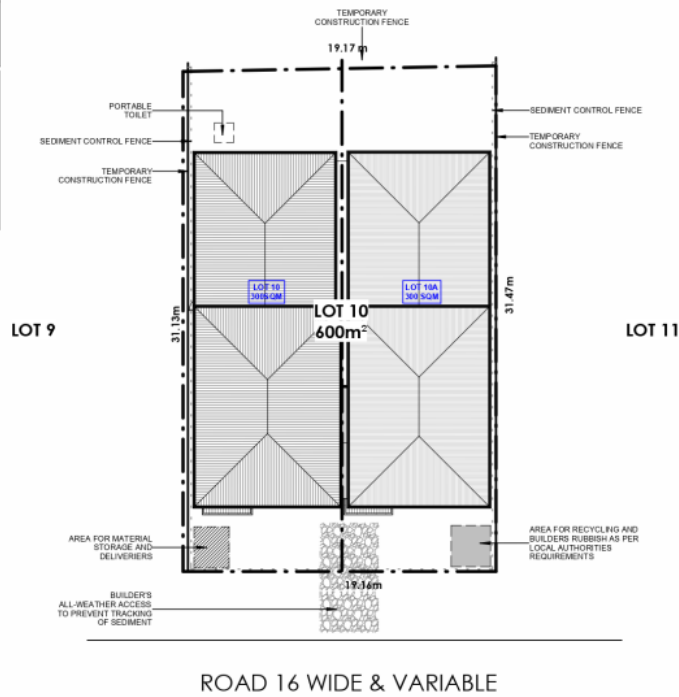 TEMPORARY
CONSTRUCTION FENCE
19.17 m
PORTABLE
TOILET
SEDIMENT CONTROL FENCE
SEDIMENT CONTROL FENCE
TEMPORARY
CONSTRUCTION FENCE
TEMPORARY
CONSTRUCTION FENCE
LOT 10
300SQM
LOT 10A
300 SQM
31.13m
31.47m
LOT 9
LOT 10
600m²
LOT 11
AREA FOR MATERIAL
STORAGE AND
DELIVERIERS
AREA FOR RECYCLING AND
BUILDERS RUBBISH AS PER
LOCAL AUTHORITIES
REQUIREMENTS
19.16m
BUILDER'S
ALL-WEATHER ACCESS
TO PREVENT TRACKING
OF SEDIMENT
ROAD 16 WIDE & VARIABLE